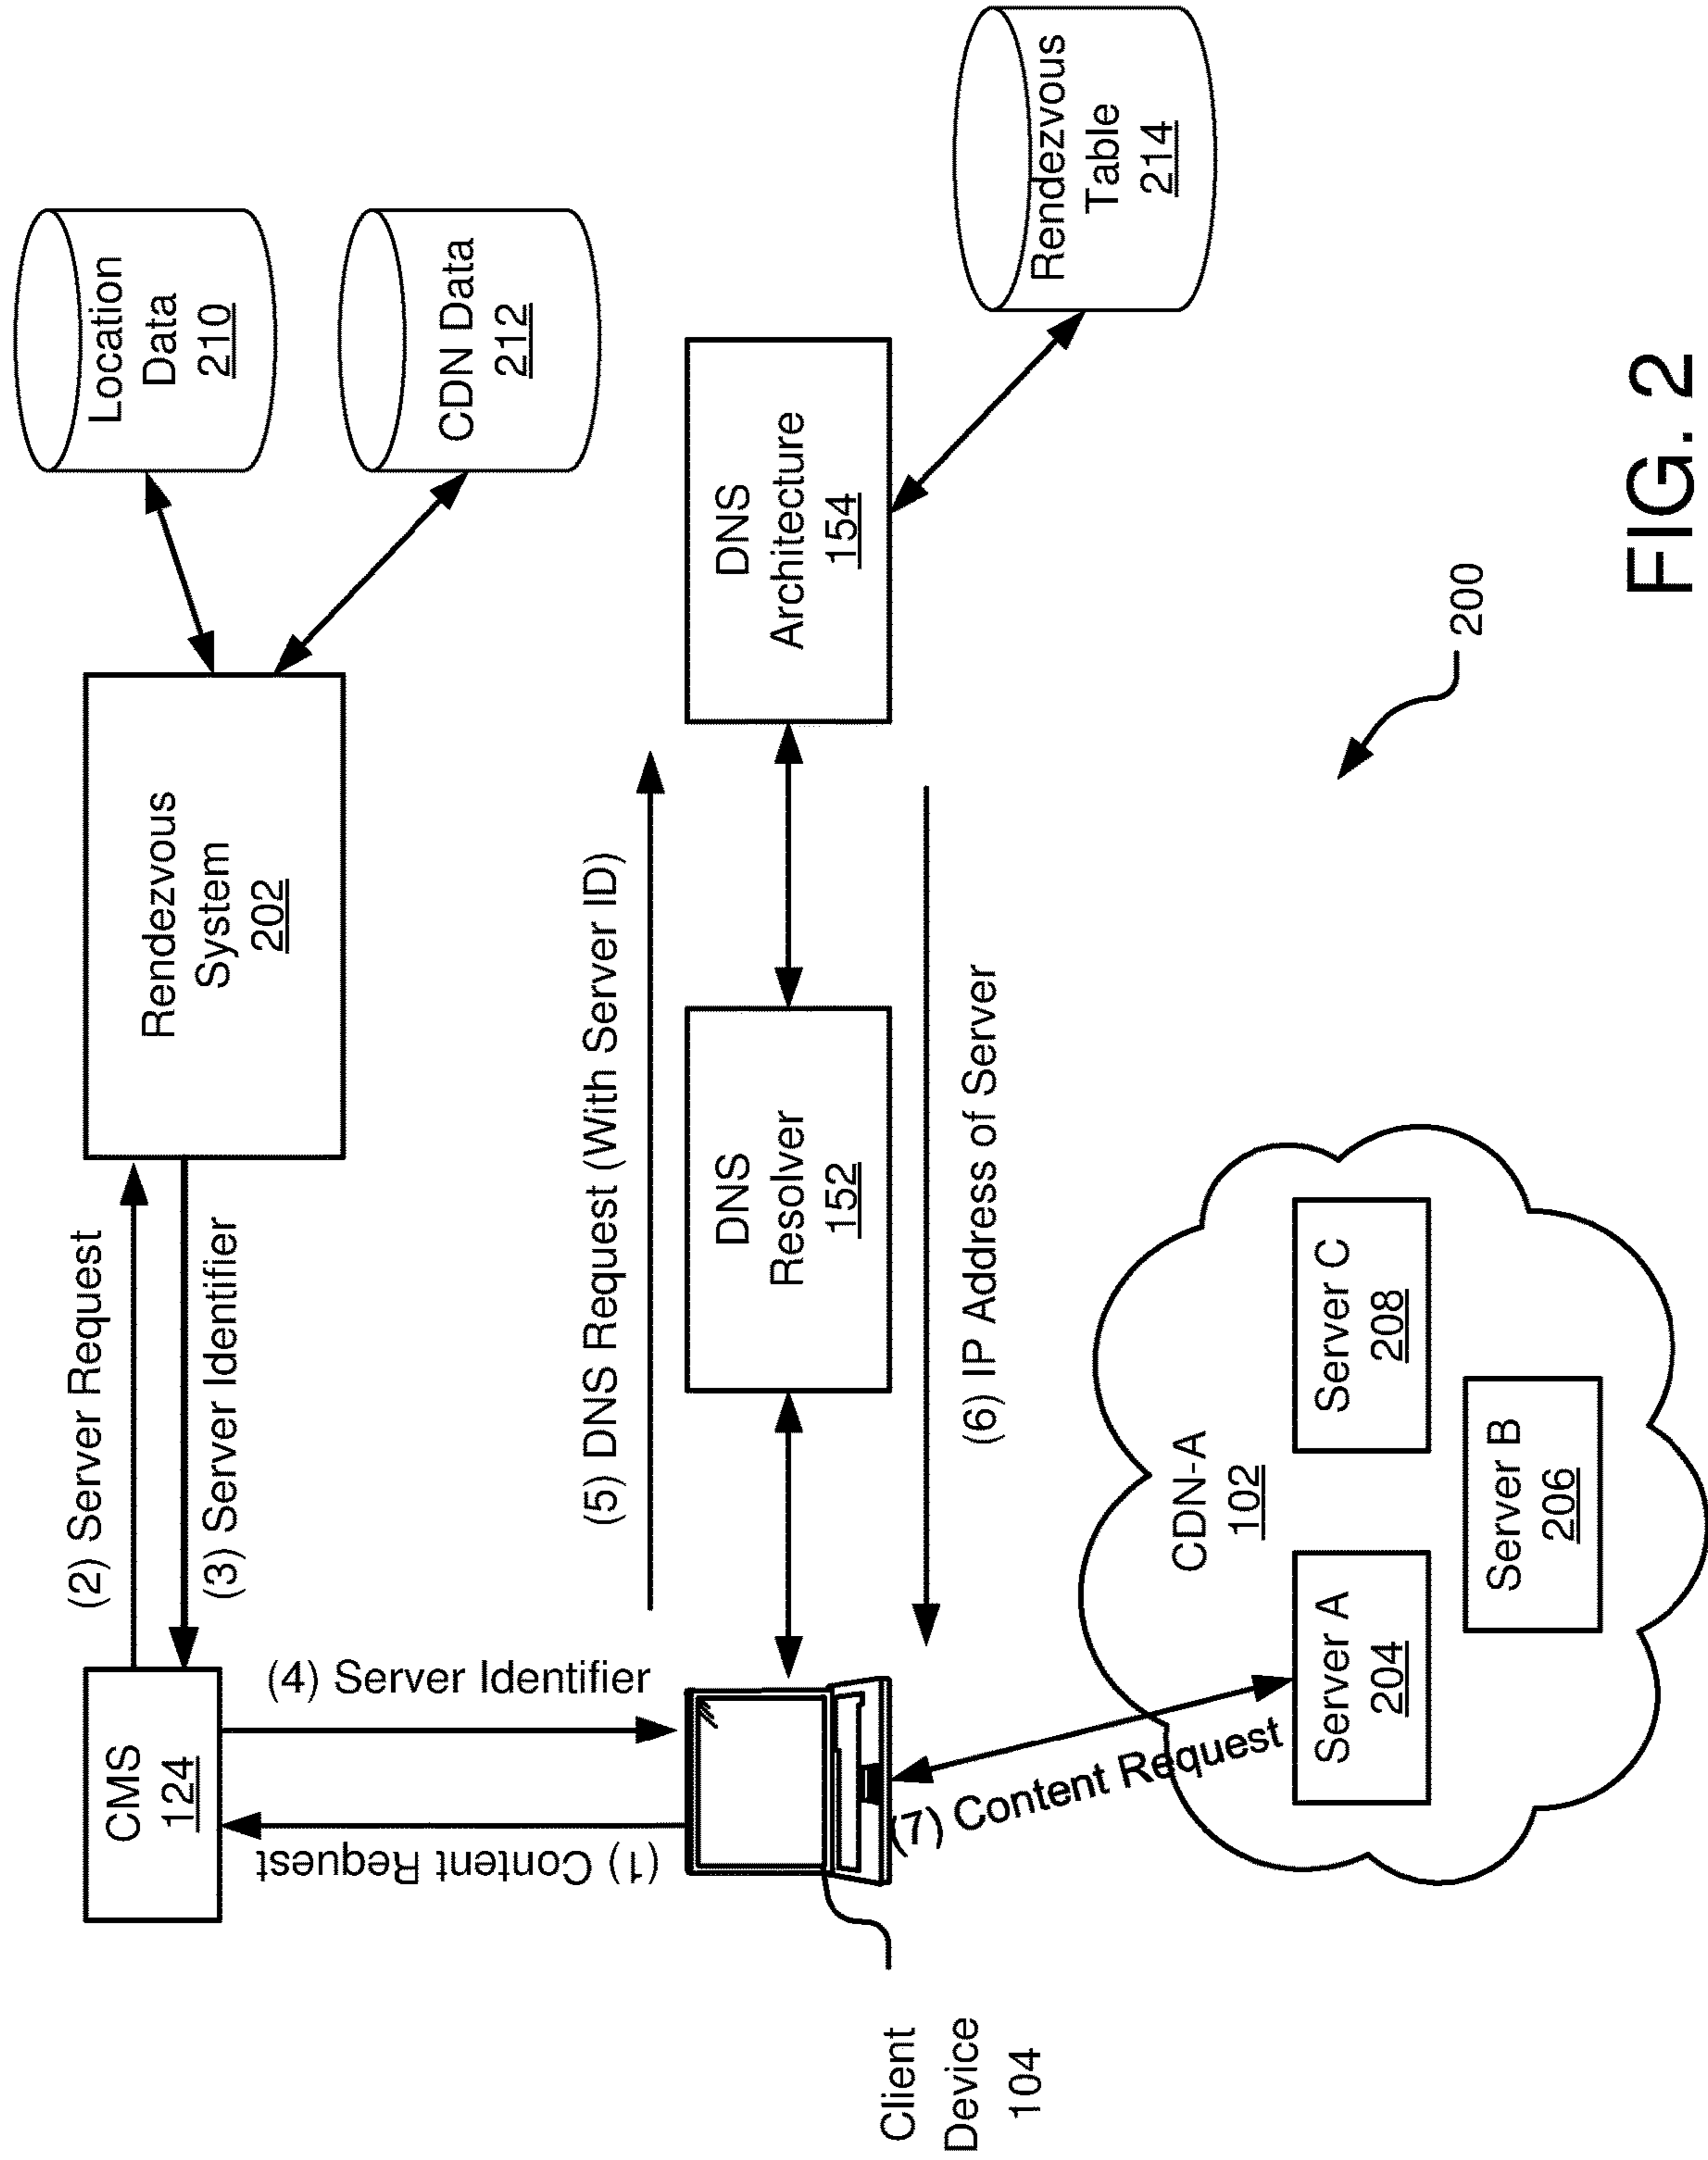 Location
Data
210
CDN Data
212
Rendezvous
System
202
(2) Server Request
(3) Server Identifier
CMS
124
(4) Server Identifier
(1) Content Request
(5) DNS Request (With Server ID)
DNS
Architecture
154
DNS
Resolver
152
(6) IP Address of Server
Rendezvous
Table
214
Client
Device
104
(7) Content Request
CDN-A
102
Server A
204
Server B
206
Server C
208
200
FIG. 2